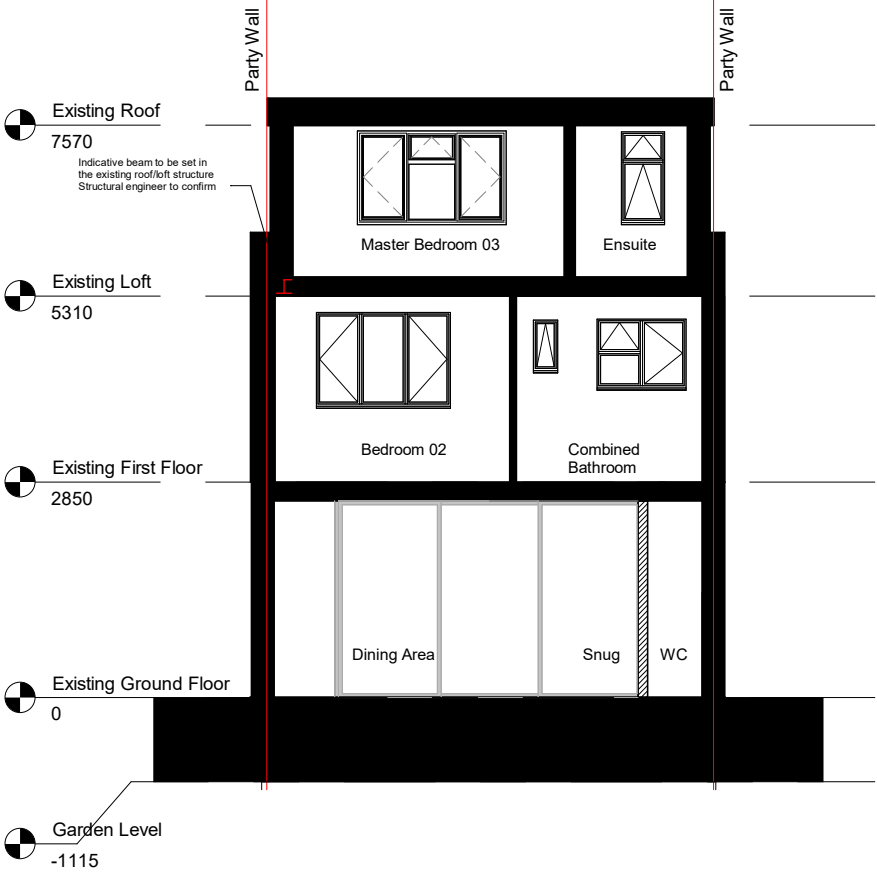 Party Wall
Party Wall
Existing Roof
7570
Indicative beam to be set in
the existing roof/loft structure
Structural engineer to confirm
Master Bedroom 03
Ensuite
Existing Loft
5310
Bedroom 02
Combined
Bathroom
Existing First Floor
2850
Dining Area
Snug
WC
Existing Ground Floor
0
Garden Level
-1115